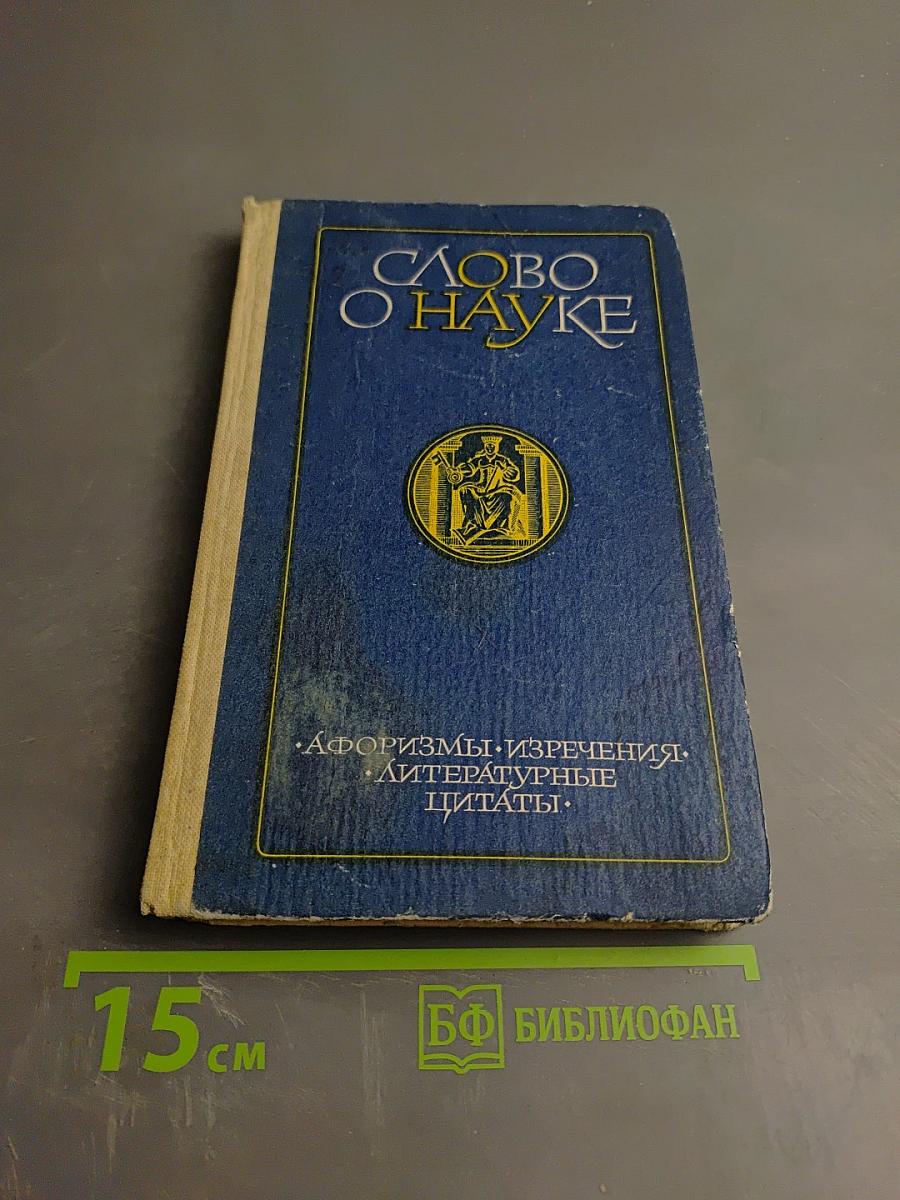 СЛОВО
О НАУКЕ
·АФОРИЗМЫ·ИЗРЕЧЕНИЯ·
·ЛИТЕРАТУРНЫЕ
ЦИТАТЫ·
15 см
БФ БИБЛИОФАН